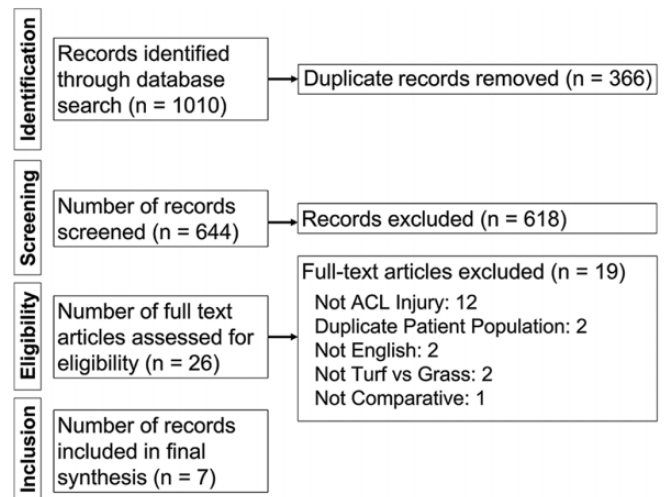 Identification
Records identified
through database
search (n = 1010)
Duplicate records removed (n = 366)
Screening
Number of records
screened (n = 644)
Records excluded (n = 618)
Eligibility
Number of full text
articles assessed for
eligibility (n = 26)
Full-text articles excluded (n = 19)
Not ACL Injury: 12
Duplicate Patient Population: 2
Not English: 2
Not Turf vs Grass: 2
Not Comparative: 1
Inclusion
Number of records
included in final
synthesis (n = 7)